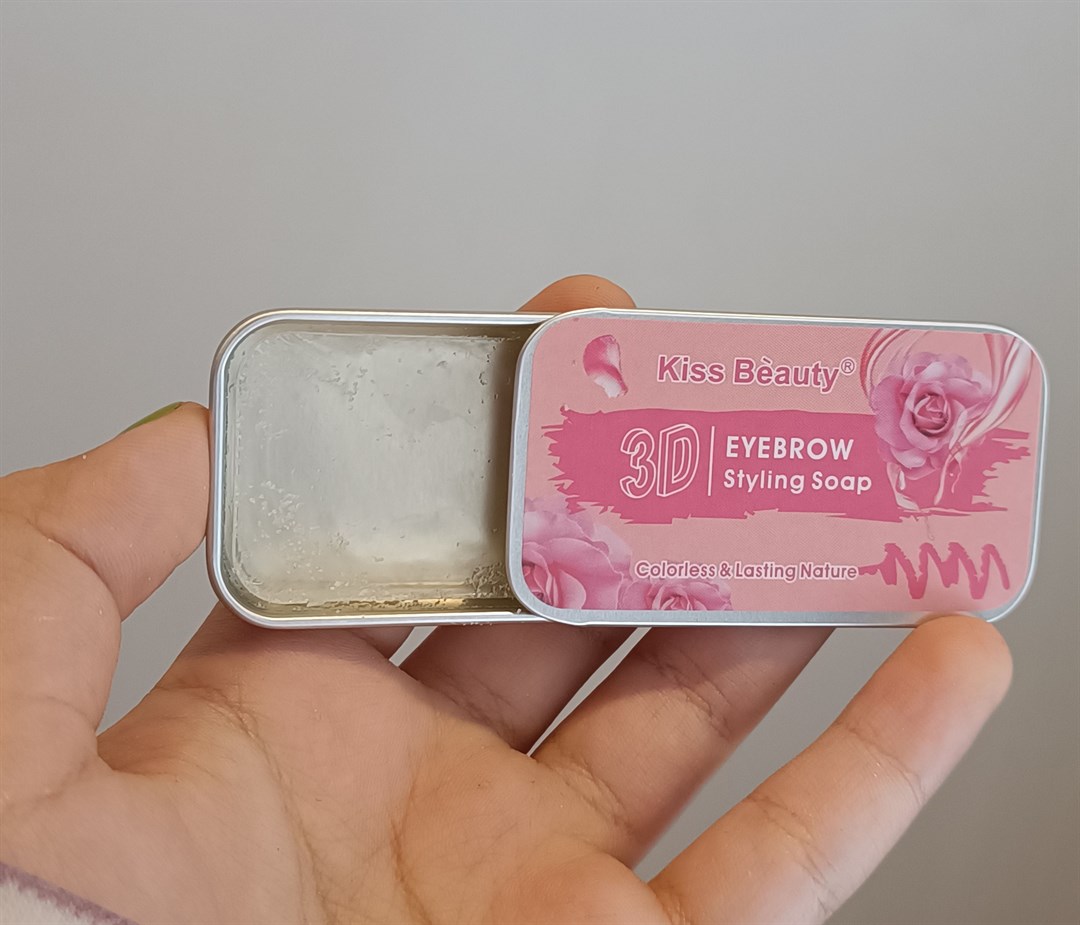 Kiss Bèauty®
3D
EYEBROW
Styling Soap
Colorless & Lasting Nature